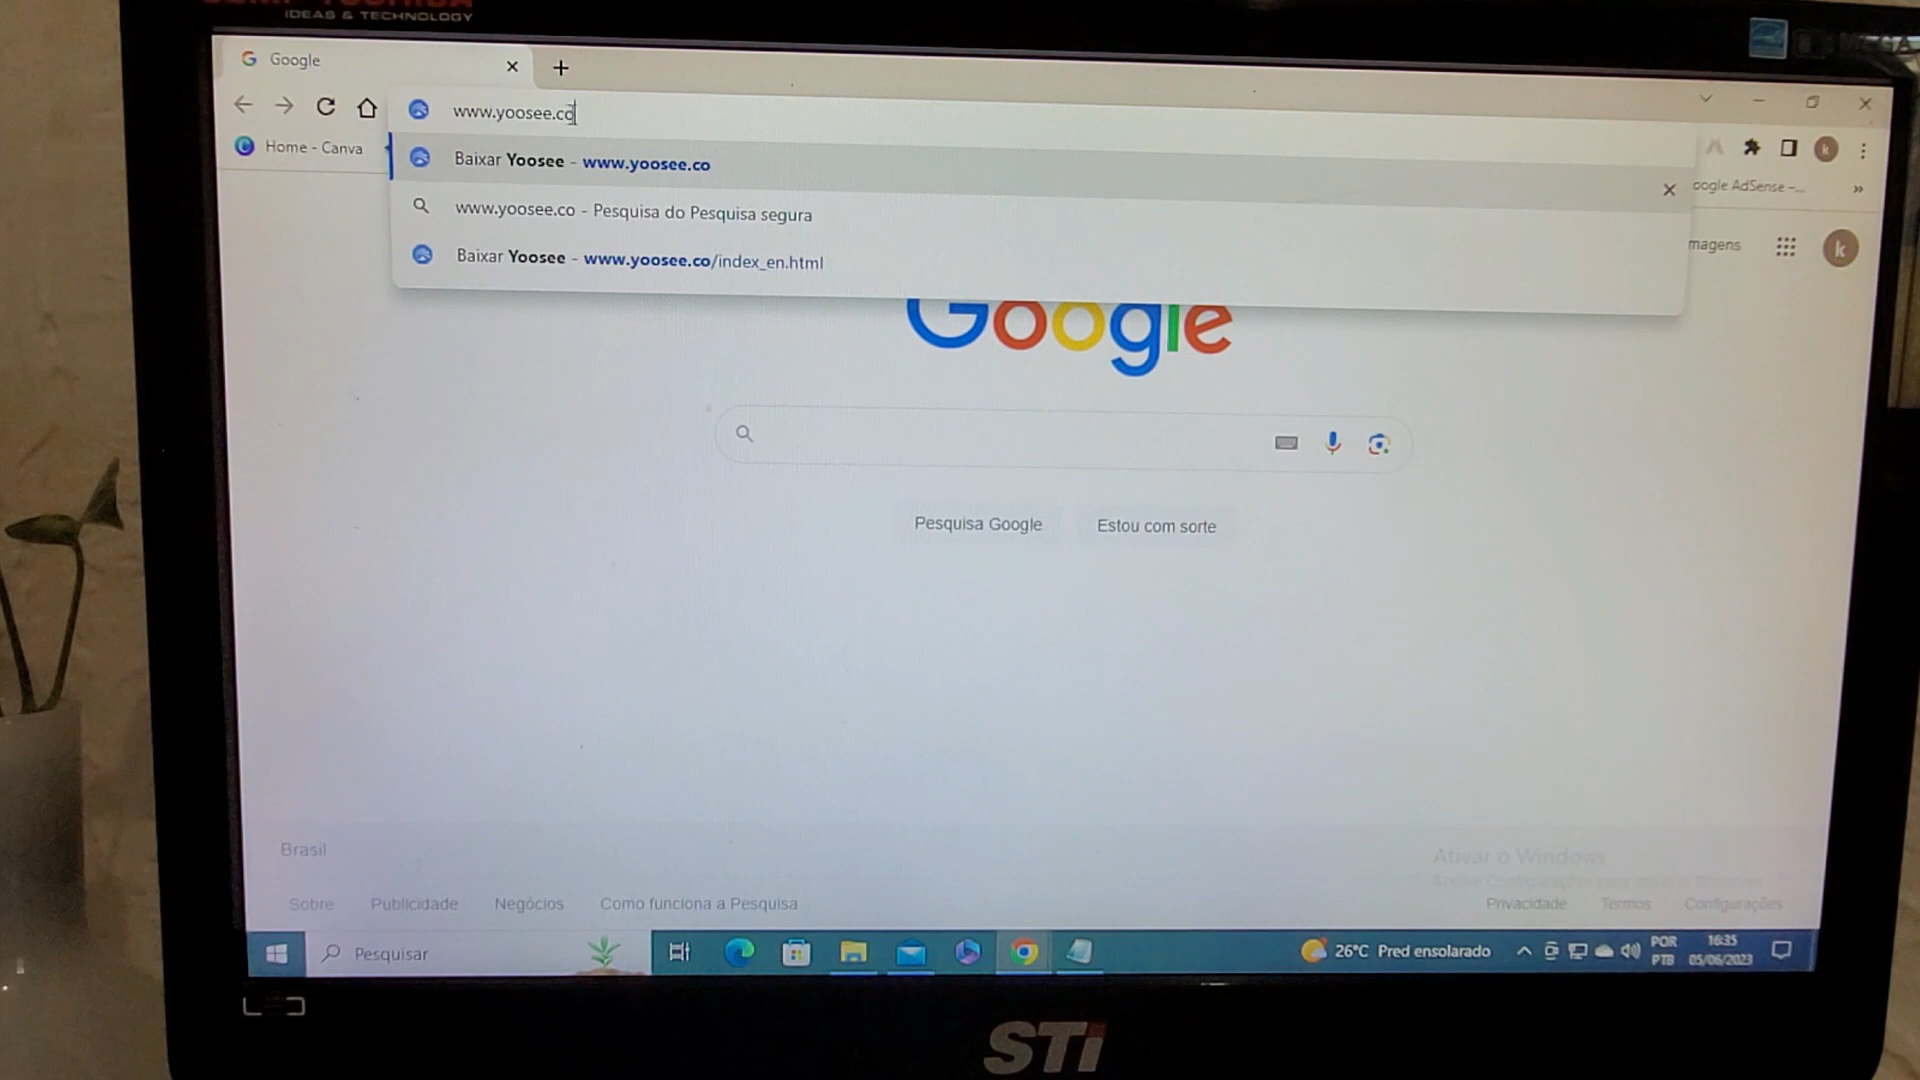 IDEAS & TECHNOLOGY
Google
www.yoosee.co
Home - Canva
Baixar Yoosee - www.yoosee.co
oogle AdSense -...
www.yoosee.co - Pesquisa do Pesquisa segura
magens
k
Baixar Yoosee - www.yoosee.co/index_en.html
Google
Pesquisa Google
Estou com sorte
Brasil
Ativar o Windows
Sobre
Publicidade
Negócios
Como funciona a Pesquisa
Privacidade
Termos
Configurações
Pesquisar
26°C Pred ensolarado
POR
PTB
16:35
05/06/2023
STi